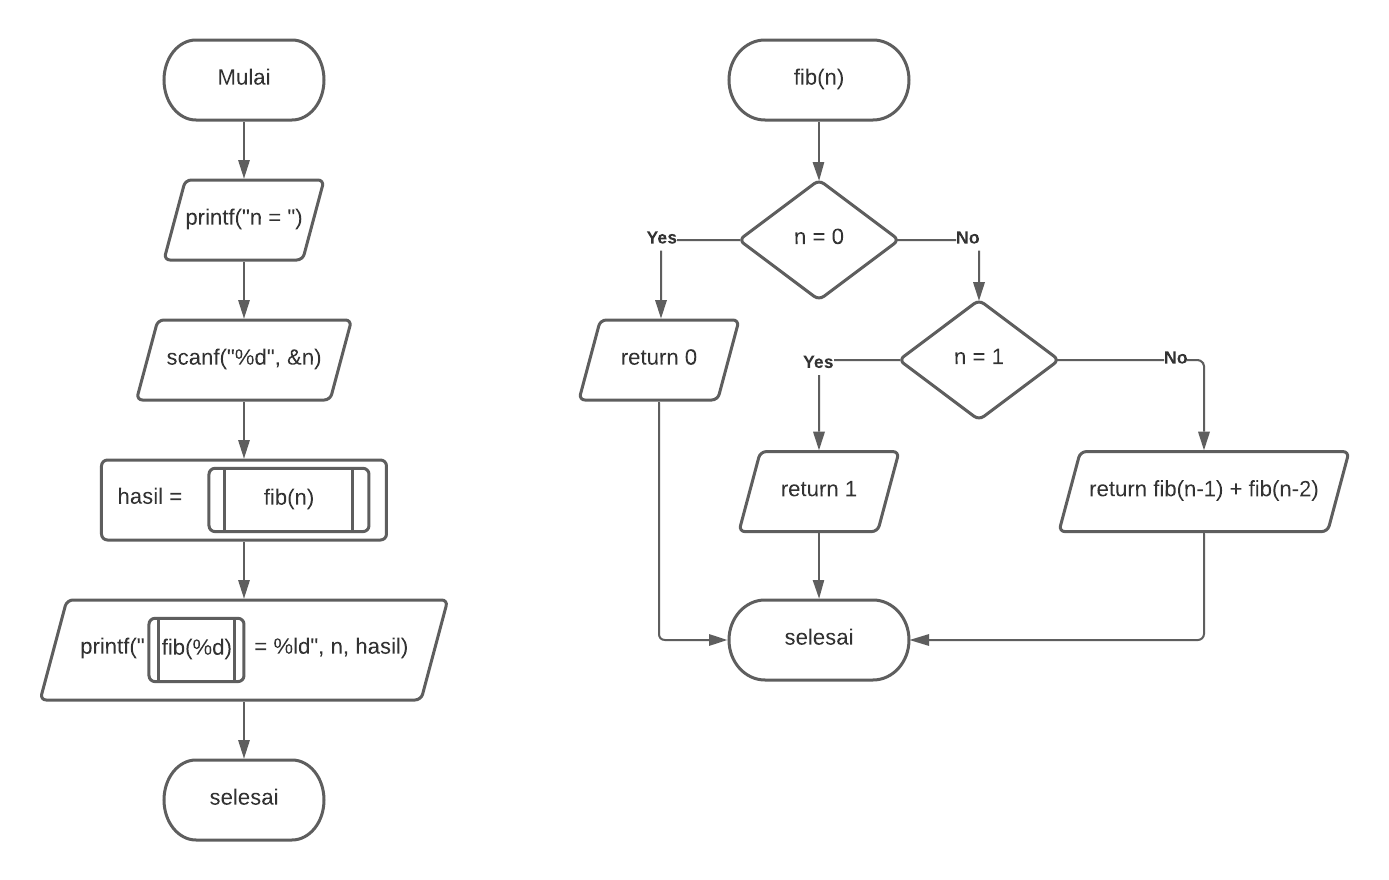 Mulai
printf("n = ")
scanf("%d", &n)
hasil = fib(n)
printf(" fib(%d) = %ld", n, hasil)
selesai
fib(n)
n = 0
Yes
No
return 0
n = 1
Yes
No
return 1
return fib(n-1) + fib(n-2)
selesai